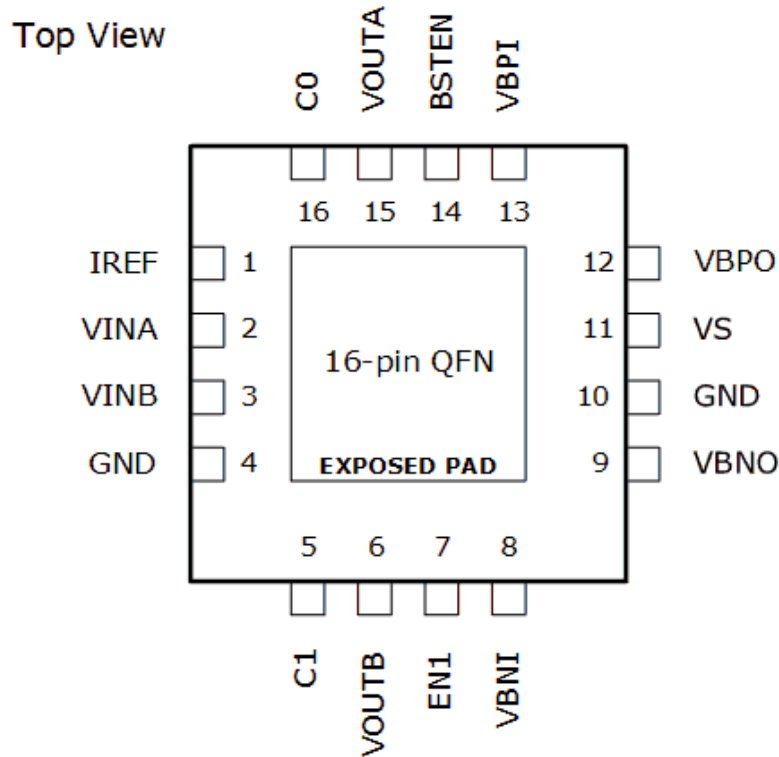 Top View
C0 VOUTA BSTEN VBPI
16 15 14 13
IREF 1 12 VBPO
VINA 2 11 VS
16-pin QFN
VINB 3 10 GND
GND 4 EXPOSED PAD 9 VBNO
5 6 7 8
C1 VOUTB EN1 VBNI